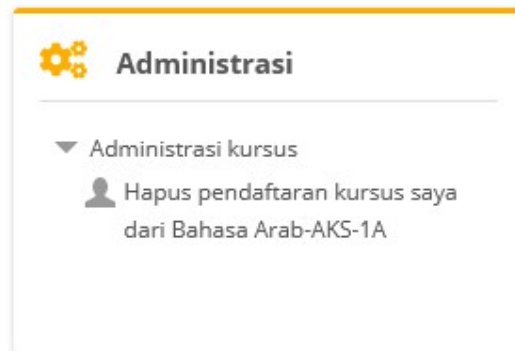 Administrasi
Administrasi kursus
Hapus pendaftaran kursus saya
dari Bahasa Arab-AKS-1A